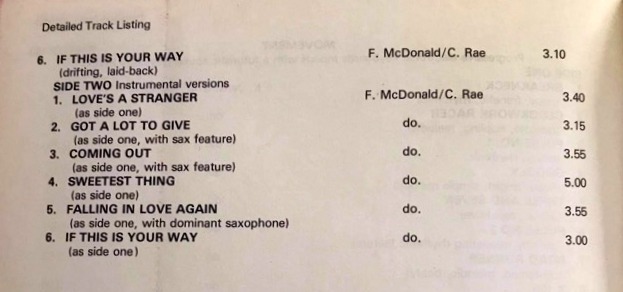 Detailed Track Listing
6. IF THIS IS YOUR WAY F. McDonald/C. Rae 3.10
(drifting, laid-back)
SIDE TWO Instrumental versions
1. LOVE'S A STRANGER F. McDonald/C. Rae 3.40
(as side one)
2. GOT A LOT TO GIVE do. 3.15
(as side one, with sax feature)
3. COMING OUT do. 3.55
(as side one, with sax feature)
4. SWEETEST THING do. 5.00
(as side one)
5. FALLING IN LOVE AGAIN do. 3.55
(as side one, with dominant saxophone)
6. IF THIS IS YOUR WAY do. 3.00
(as side one)